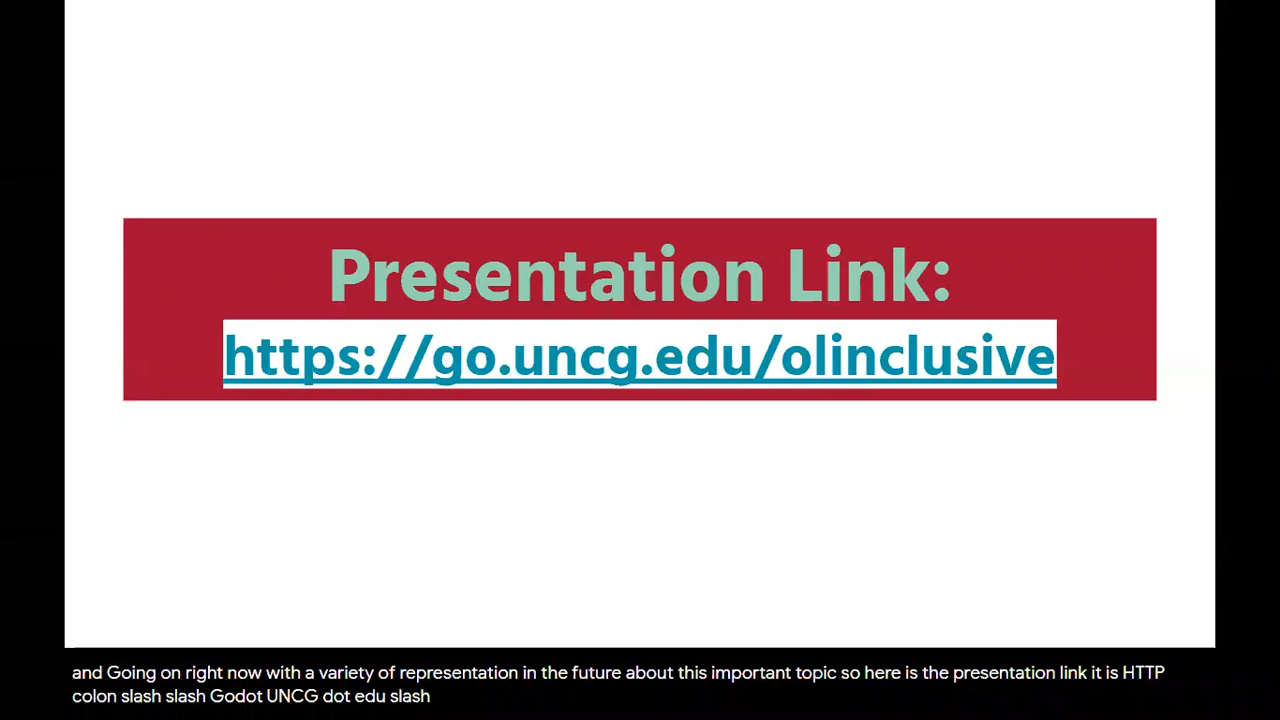 Presentation Link:
https://go.uncg.edu/olinclusive
and Going on right now with a variety of representation in the future about this important topic so here is the presentation link it is HTTP
colon slash slash Godot UNCG dot edu slash